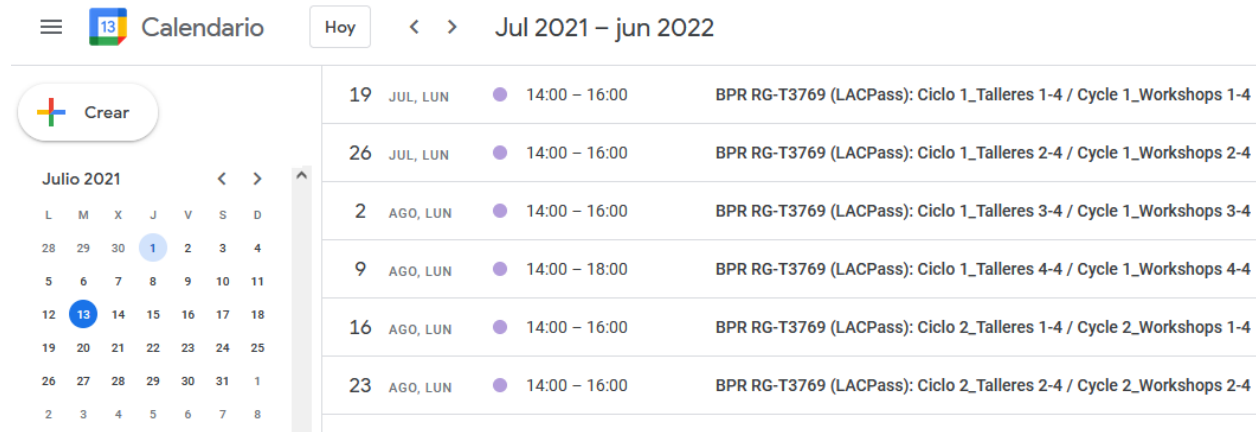 13 Calendario Hoy Jul 2021 – jun 2022
Crear
Julio 2021
L M X J V S D
28 29 30 1 2 3 4
5 6 7 8 9 10 11
12 13 14 15 16 17 18
19 20 21 22 23 24 25
26 27 28 29 30 31 1
2 3 4 5 6 7 8
19 JUL, LUN 14:00 – 16:00 BPR RG-T3769 (LACPass): Ciclo 1_Talleres 1-4 / Cycle 1_Workshops 1-4
26 JUL, LUN 14:00 – 16:00 BPR RG-T3769 (LACPass): Ciclo 1_Talleres 2-4 / Cycle 1_Workshops 2-4
2 AGO, LUN 14:00 – 16:00 BPR RG-T3769 (LACPass): Ciclo 1_Talleres 3-4 / Cycle 1_Workshops 3-4
9 AGO, LUN 14:00 – 18:00 BPR RG-T3769 (LACPass): Ciclo 1_Talleres 4-4 / Cycle 1_Workshops 4-4
16 AGO, LUN 14:00 – 16:00 BPR RG-T3769 (LACPass): Ciclo 2_Talleres 1-4 / Cycle 2_Workshops 1-4
23 AGO, LUN 14:00 – 16:00 BPR RG-T3769 (LACPass): Ciclo 2_Talleres 2-4 / Cycle 2_Workshops 2-4